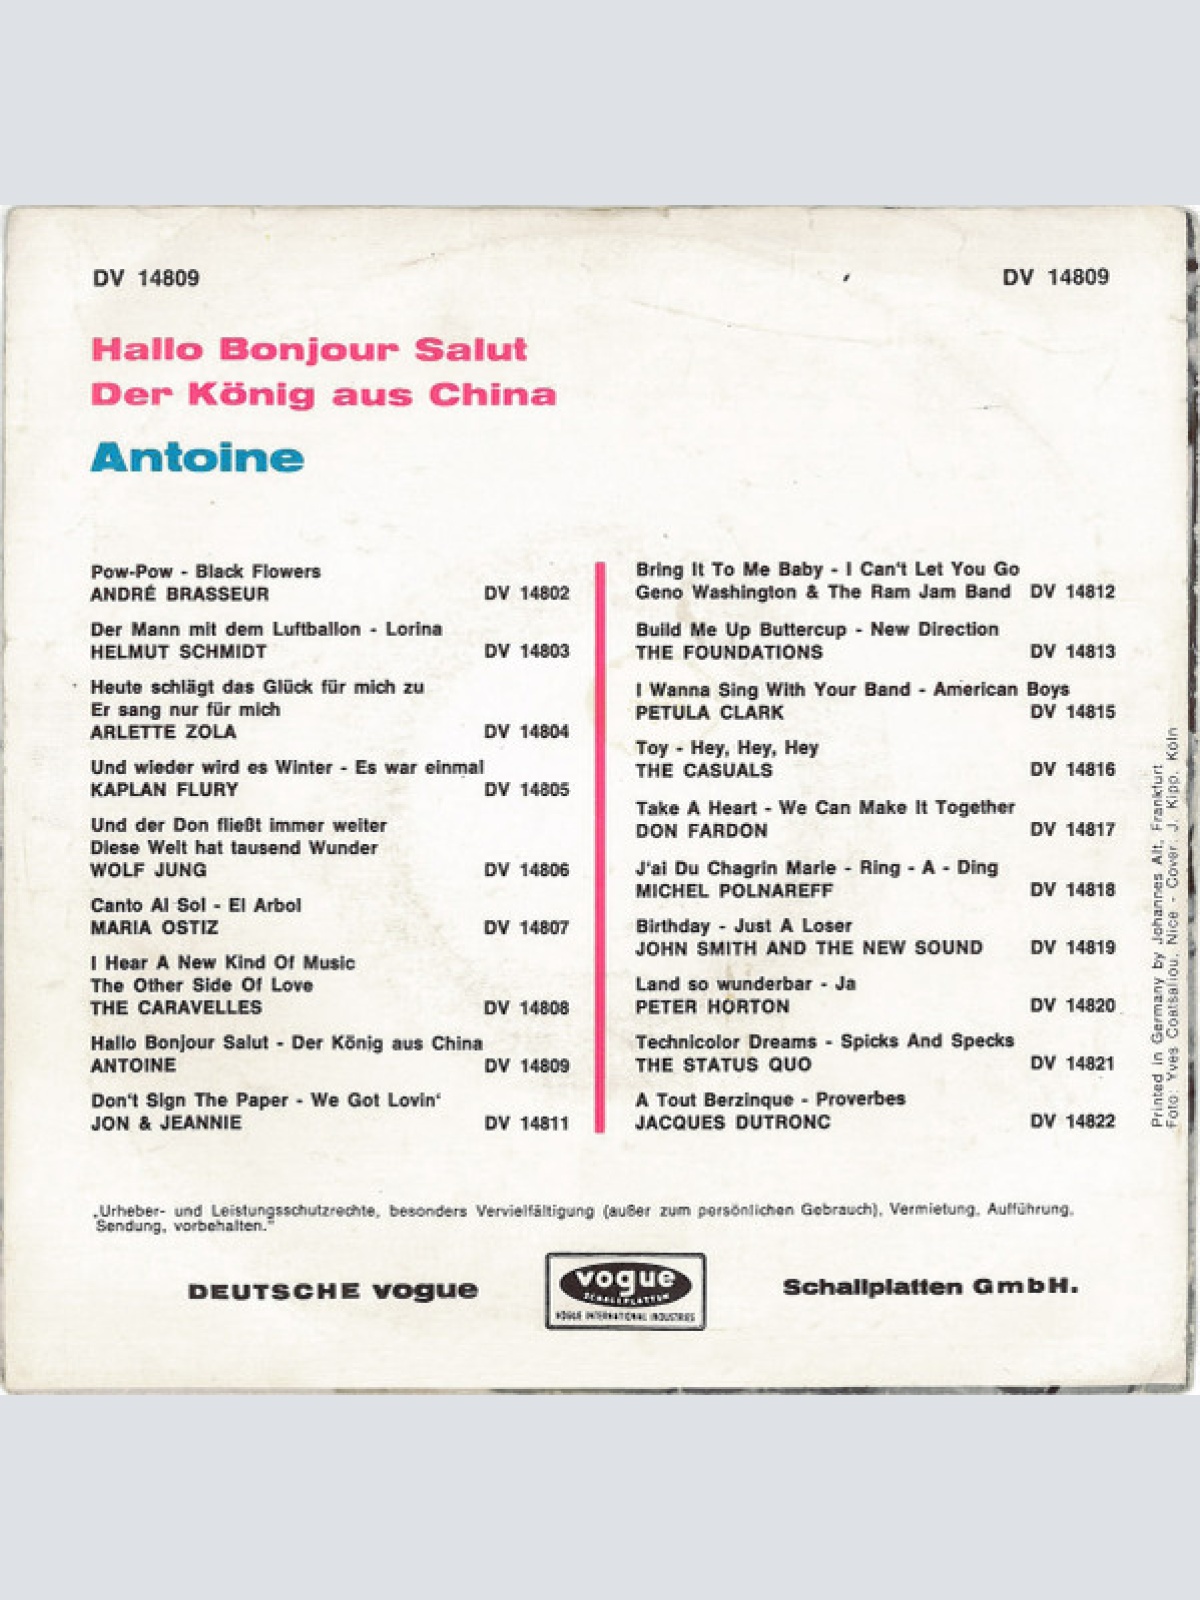 DV 14809
DV 14809
Hallo Bonjour Salut
Der König aus China
Antoine
Pow-Pow - Black Flowers
ANDRÉ BRASSEUR DV 14802
Der Mann mit dem Luftballon - Lorina
HELMUT SCHMIDT DV 14803
Heute schlägt das Glück für mich zu
Er sang nur für mich
ARLETTE ZOLA DV 14804
Und wieder wird es Winter - Es war einmal
KAPLAN FLURY DV 14805
Und der Don fließt immer weiter
Diese Welt hat tausend Wunder
WOLF JUNG DV 14806
Canto Al Sol - El Arbol
MARIA OSTIZ DV 14807
I Hear A New Kind Of Music
The Other Side Of Love
THE CARAVELLES DV 14808
Hallo Bonjour Salut - Der König aus China
ANTOINE DV 14809
Don't Sign The Paper - We Got Lovin'
JON & JEANNIE DV 14811
Bring It To Me Baby - I Can't Let You Go
Geno Washington & The Ram Jam Band DV 14812
Build Me Up Buttercup - New Direction
THE FOUNDATIONS DV 14813
I Wanna Sing With Your Band - American Boys
PETULA CLARK DV 14815
Toy - Hey, Hey, Hey
THE CASUALS DV 14816
Take A Heart - We Can Make It Together
DON FARDON DV 14817
J'ai Du Chagrin Marie - Ring - A - Ding
MICHEL POLNAREFF DV 14818
Birthday - Just A Loser
JOHN SMITH AND THE NEW SOUND DV 14819
Land so wunderbar - Ja
PETER HORTON DV 14820
Technicolor Dreams - Spicks And Specks
THE STATUS QUO DV 14821
A Tout Berzinque - Proverbes
JACQUES DUTRONC DV 14822
Printed in Germany by Johannes Alt, Frankfurt
Foto: Yves Coatsaliou, Nice - Cover: J. Kipp, Köln
„Urheber- und Leistungsschutzrechte, besonders Vervielfältigung (außer zum persönlichen Gebrauch), Vermietung, Aufführung,
Sendung, vorbehalten."
DEUTSCHE vogue
vogue
SCHALLPLATTEN
VOGUE INTERNATIONAL INDUSTRIES
Schallplatten GmbH.